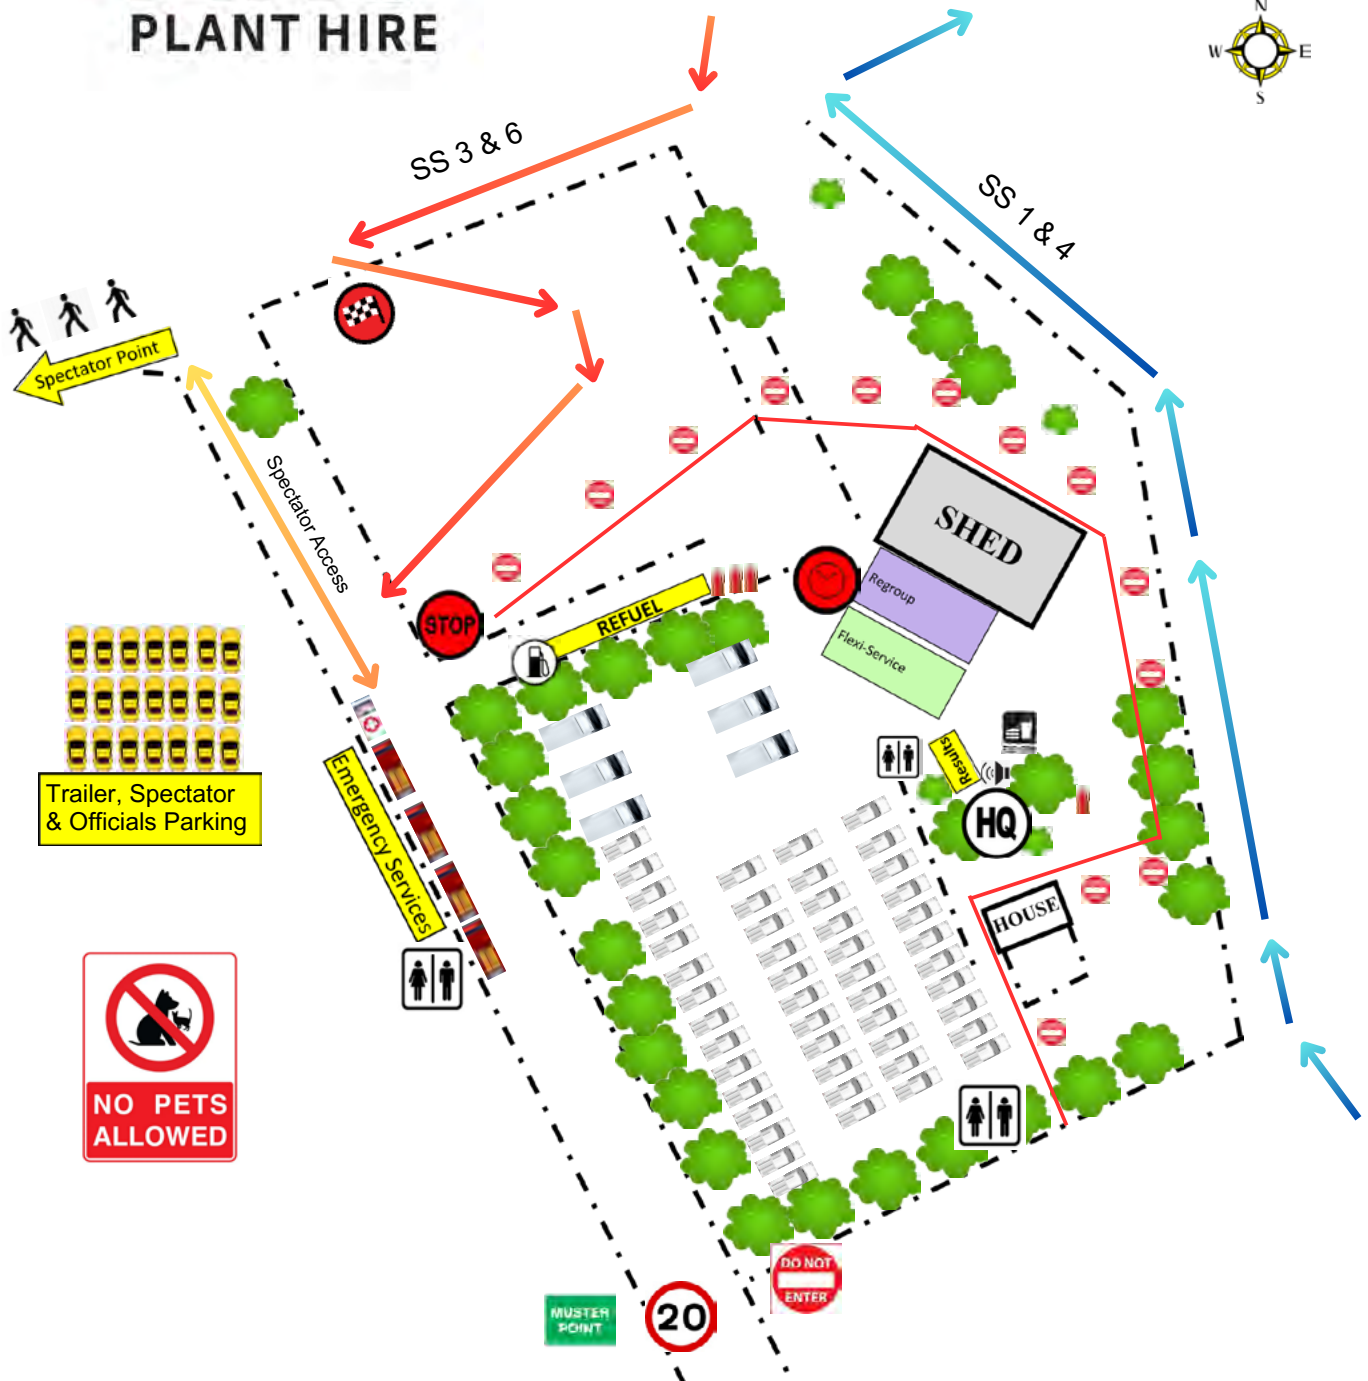 PLANT HIRE
N
W
E
S
SS 3 & 6
SS 1 & 4
Spectator Point
Spectator Access
SHED
Regroup
Flexi-Service
STOP
REFUEL
Results
HQ
Trailer, Spectator
& Officials Parking
Emergency Services
HOUSE
NO PETS
ALLOWED
DO NOT
ENTER
MUSTER
POINT
20